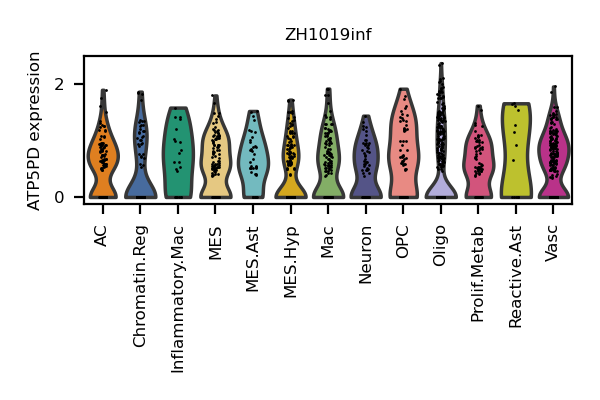 ZH1019inf
ATP5PD expression
2
0
AC
Chromatin.Reg
Inflammatory.Mac
MES
MES.Ast
MES.Hyp
Mac
Neuron
OPC
Oligo
Prolif.Metab
Reactive.Ast
Vasc